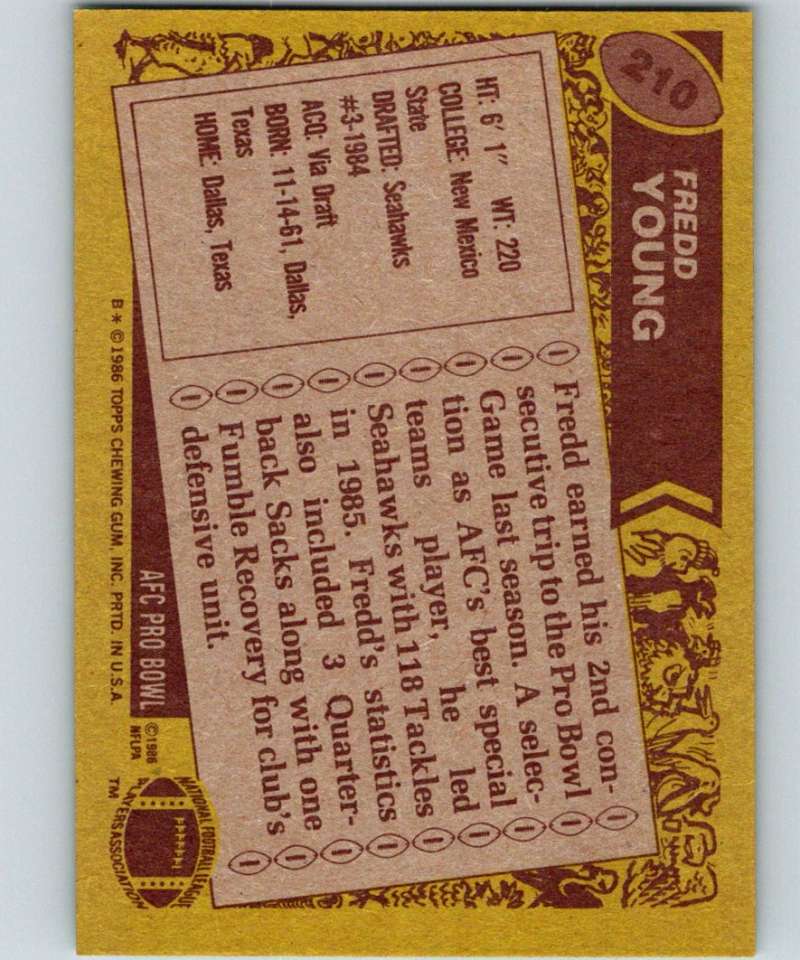 210
FREDD
YOUNG
HT: 6' 1" WT: 220
COLLEGE: New Mexico
State
DRAFTED: Seahawks
#3-1984
ACQ: Via Draft
BORN: 11-14-61, Dallas,
Texas
HOME: Dallas, Texas
Fredd earned his 2nd con-
secutive trip to the Pro Bowl
Game last season. A selec-
tion as AFC's best special
teams player, he led
Seahawks with 118 Tackles
in 1985. Fredd's statistics
also included 3 Quarter-
back Sacks along with one
Fumble Recovery for club's
defensive unit.
AFC PRO BOWL
B * © 1986 TOPPS CHEWING GUM, INC. PRTD. IN U.S.A.
© 1986
NFLPA
NATIONAL FOOTBALL LEAGUE
PLAYERS ASSOCIATION
TM